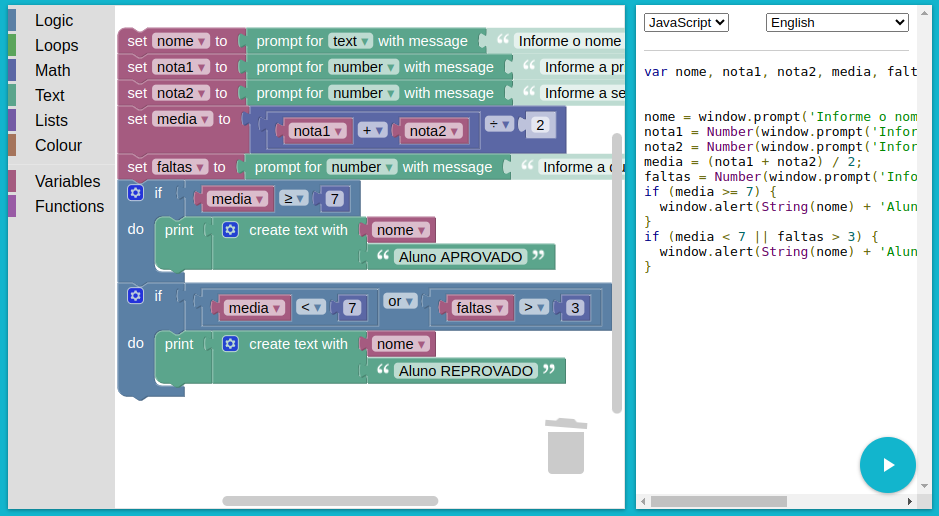 Logic
Loops
Math
Text
Lists
Colour
Variables
Functions
set nome to prompt for text with message “ Informe o nome
set nota1 to prompt for number with message “ Informe a pr
set nota2 to prompt for number with message “ Informe a se
set media to nota1 + nota2 ÷ 2
set faltas to prompt for number with message “ Informe a
if media ≥ 7
do print create text with nome
“ Aluno APROVADO ”
if media < 7 or faltas > 3
do print create text with nome
“ Aluno REPROVADO ”
JavaScript English
var nome, nota1, nota2, media, falt
nome = window.prompt('Informe o nom
nota1 = Number(window.prompt('Infor
nota2 = Number(window.prompt('Infor
media = (nota1 + nota2) / 2;
faltas = Number(window.prompt('Info
if (media >= 7) {
window.alert(String(nome) + 'Alun
}
if (media < 7 || faltas > 3) {
window.alert(String(nome) + 'Alun
}